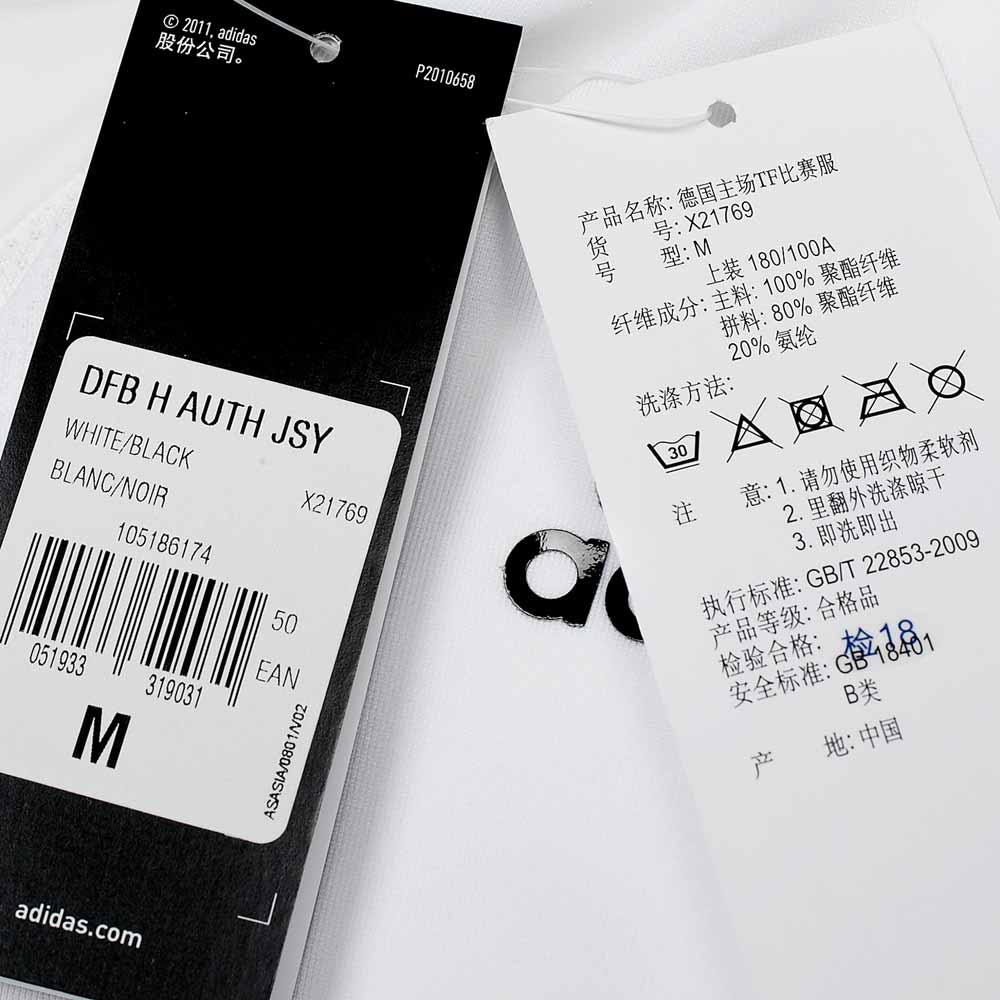 © 2011, adidas
股份公司。
P2010658
DFB H AUTH JSY
WHITE/BLACK
BLANC/NOIR
X21769
105186174
50
EAN
051933
319031
M
ASASIA/0801/V02
adidas.com
产品名称: 德国主场TF比赛服
货 号: X21769
号 型: M
上装 180/100A
纤维成分: 主料: 100% 聚酯纤维
拼料: 80% 聚酯纤维
20% 氨纶
洗涤方法:
30
注 意: 1. 请勿使用织物柔软剂
2. 里翻外洗涤晾干
3. 即洗即出
执行标准: GB/T 22853-2009
产品等级: 合格品
检验合格: 检18
安全标准: GB 18401
B类
产 地: 中国